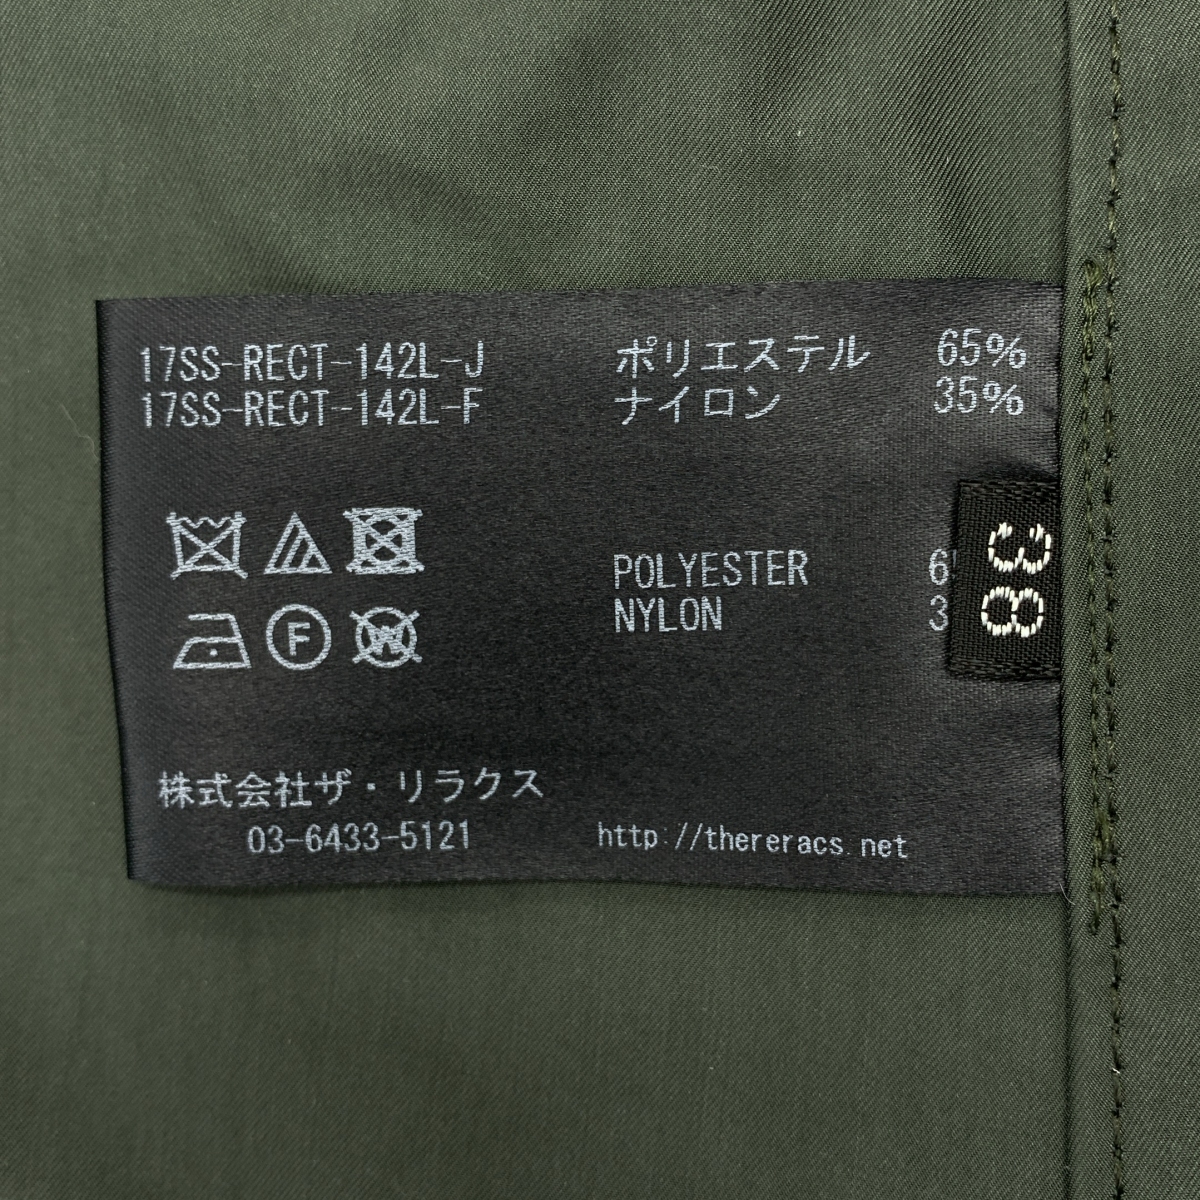 17SS-RECT-142L-J ポリエステル 65%
17SS-RECT-142L-F ナイロン 35%
POLYESTER
NYLON
38
F
W
株式会社ザ・リラクス
03-6433-5121 http://thereracs.net